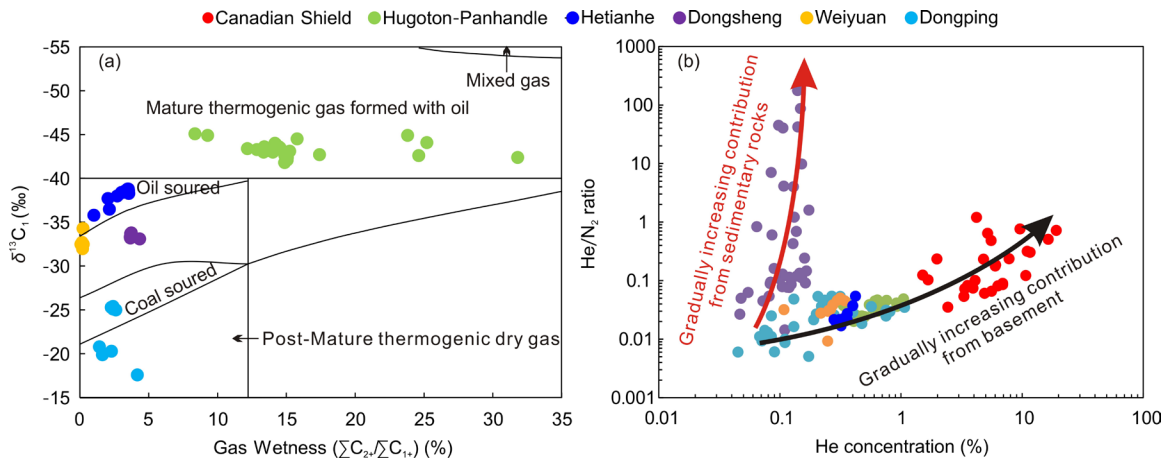 Canadian Shield Hugoton-Panhandle Hetianhe Dongsheng Weiyuan Dongping
(a)
-55
-50
-45
-40
-35
-30
-25
-20
-15
δ¹³C₁ (‰)
Mixed gas
Mature thermogenic gas formed with oil
Oil soured
Coal soured
Post-Mature thermogenic dry gas
0 5 10 15 20 25 30 35
Gas Wetness (∑C₂₊/∑C₁₊) (%)
(b)
1000
100
10
1
0.1
0.01
0.001
He/N₂ ratio
Gradually increasing contribution
from sedimentary rocks
Gradually increasing contribution
from basement
0.01 0.1 1 10 100
He concentration (%)